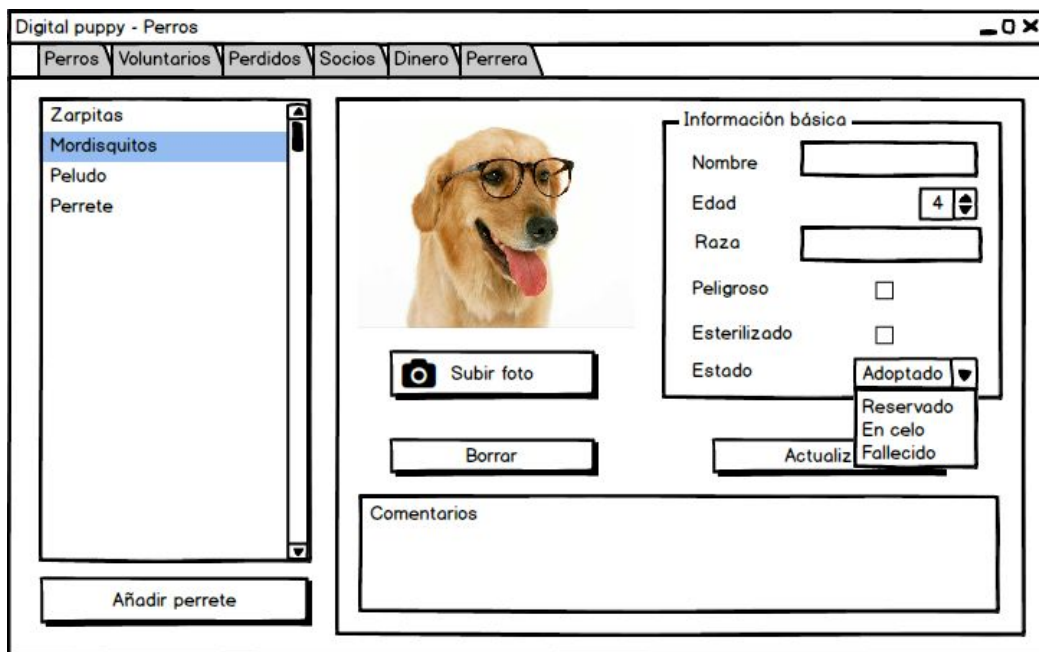 Digital puppy - Perros
Perros Voluntarios Perdidos Socios Dinero Perrera
Zarpitas
Mordisquitos
Peludo
Perrete
Añadir perrete
Subir foto
Borrar
Información básica
Nombre
Edad 4
Raza
Peligroso
Esterilizado
Estado Adoptado
Reservado
En celo
Fallecido
Actualiz
Comentarios